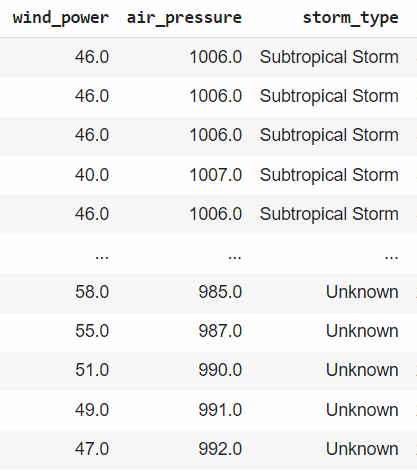 wind_power air_pressure storm_type
46.0 1006.0 Subtropical Storm
46.0 1006.0 Subtropical Storm
46.0 1006.0 Subtropical Storm
40.0 1007.0 Subtropical Storm
46.0 1006.0 Subtropical Storm
... ... ...
58.0 985.0 Unknown
55.0 987.0 Unknown
51.0 990.0 Unknown
49.0 991.0 Unknown
47.0 992.0 Unknown